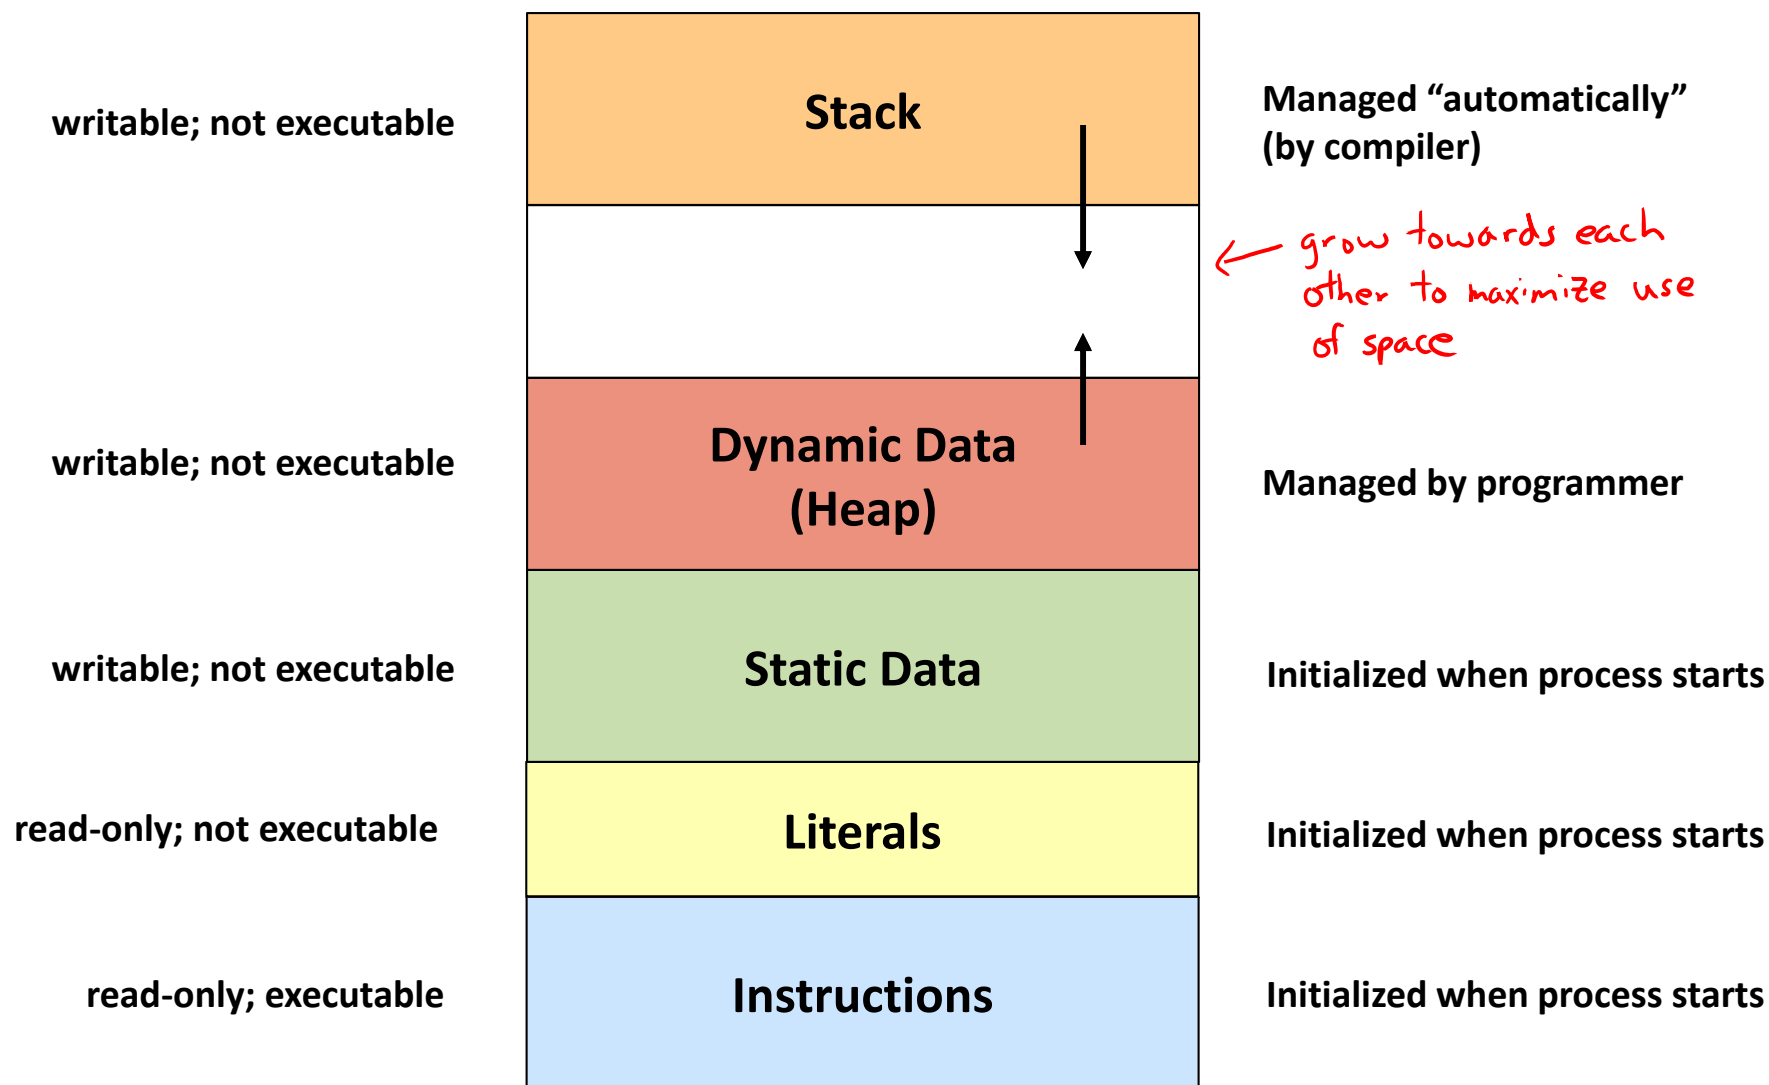 writable; not executable
Stack
Managed “automatically”
(by compiler)
grow towards each
other to maximize use
of space
writable; not executable
Dynamic Data
(Heap)
Managed by programmer
writable; not executable
Static Data
Initialized when process starts
read-only; not executable
Literals
Initialized when process starts
read-only; executable
Instructions
Initialized when process starts